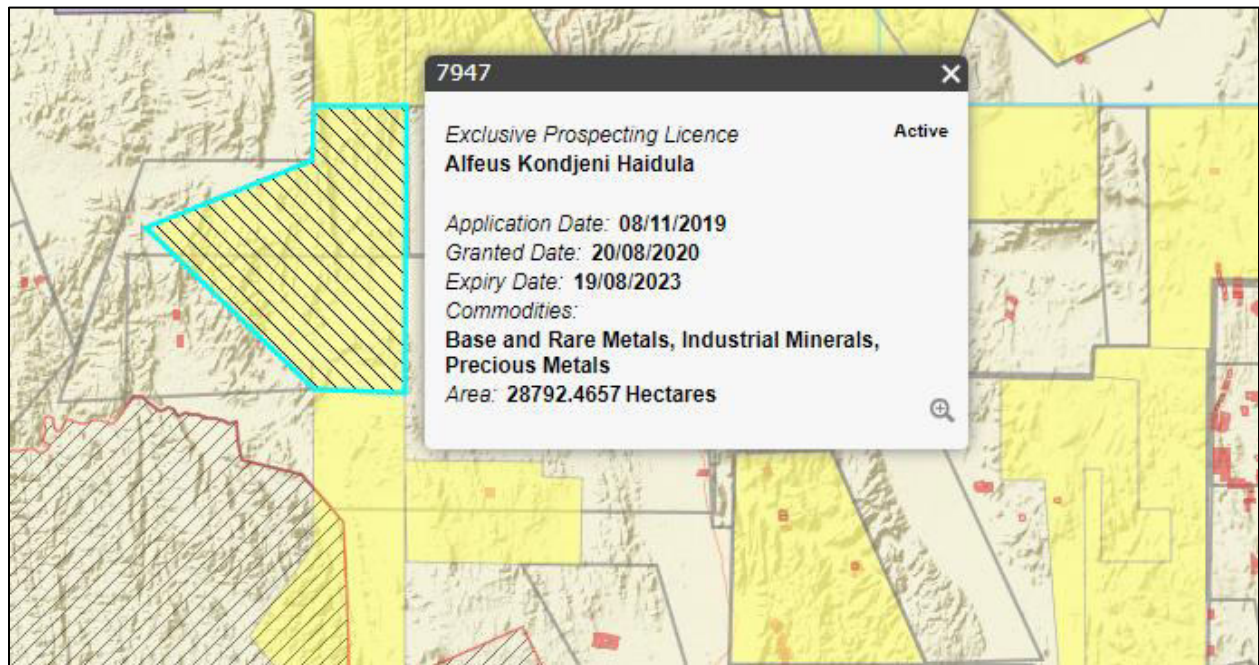 7947
Exclusive Prospecting Licence Active
Alfeus Kondjeni Haidula
Application Date: 08/11/2019
Granted Date: 20/08/2020
Expiry Date: 19/08/2023
Commodities:
Base and Rare Metals, Industrial Minerals,
Precious Metals
Area: 28792.4657 Hectares